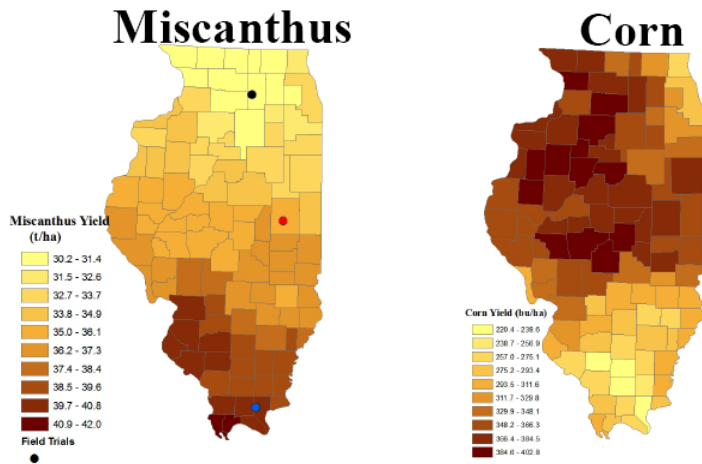 Miscanthus
Corn
Miscanthus Yield
(t/ha)
30.2 - 31.4
31.5 - 32.6
32.7 - 33.7
33.8 - 34.9
35.0 - 36.1
36.2 - 37.3
37.4 - 38.4
38.5 - 39.6
39.7 - 40.8
40.9 - 42.0
Field Trials
Corn Yield (bu/ha)
220.4 - 238.6
238.7 - 256.9
257.0 - 275.1
275.2 - 293.4
293.5 - 311.6
311.7 - 329.8
329.9 - 348.1
348.2 - 366.3
366.4 - 384.5
384.6 - 402.8